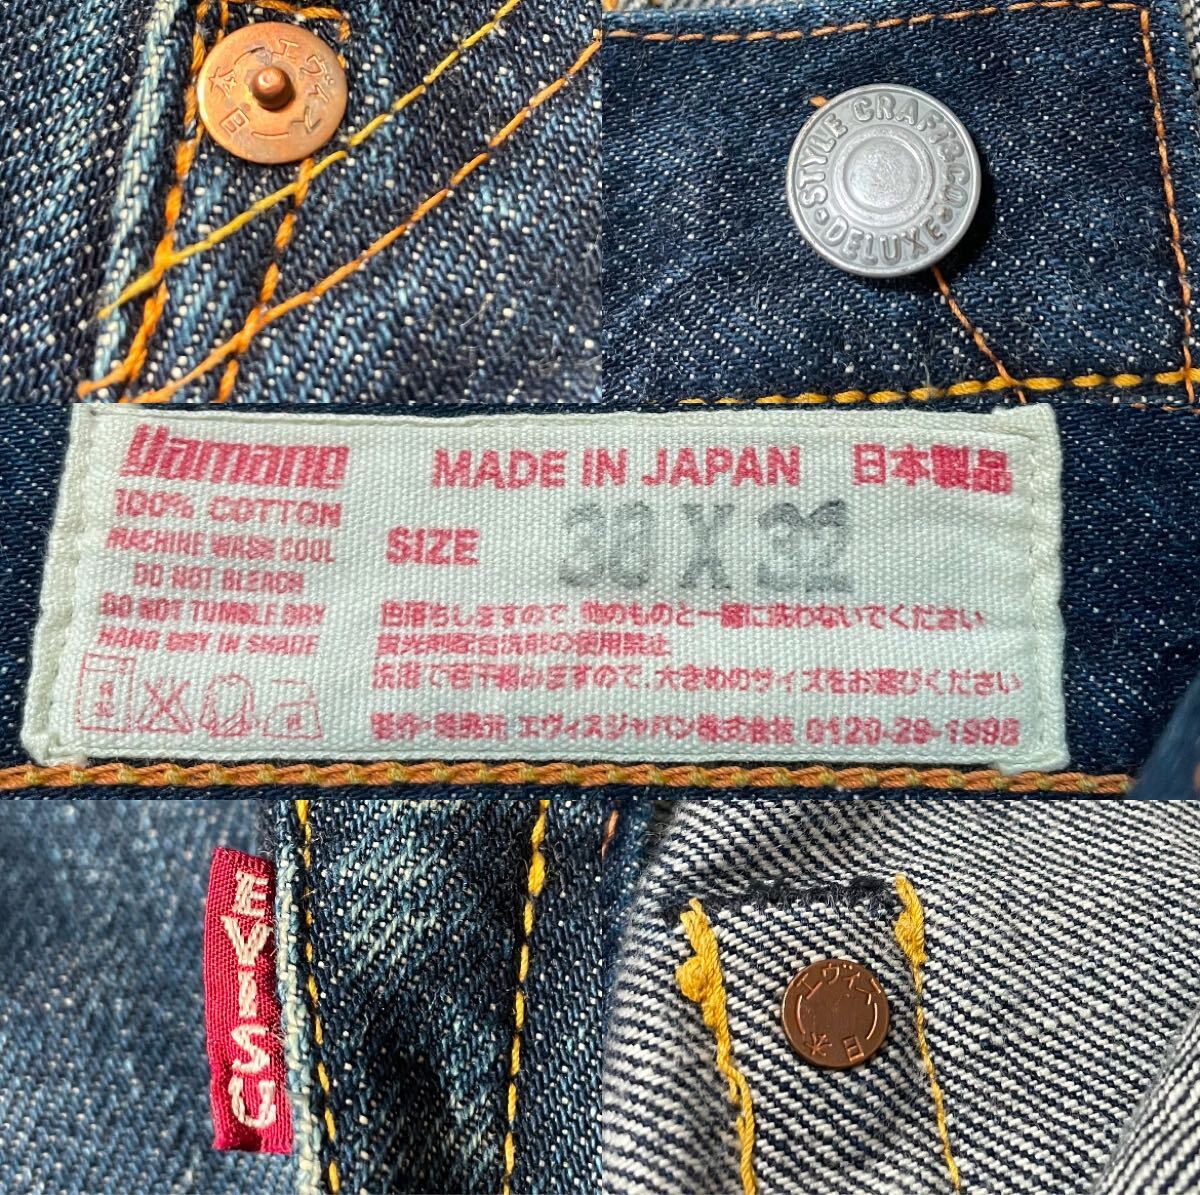 エヴィス
日本
STYLE CRAFT&CO.
DELUXE
Yamane
100% COTTON
MACHINE WASH COOL
DO NOT BLEACH
DO NOT TUMBLE DRY
HANG DRY IN SHADE
MADE IN JAPAN 日本製品
SIZE 30 X 32
色落ちしますので、他のものと一緒に洗わないでください
蛍光剤配合洗剤の使用禁止
洗濯で若干縮みますので、大きめのサイズをお選びください
製作・発売元 エヴィスジャパン株式会社 0120-29-1998
EVISU
エヴィス
日本